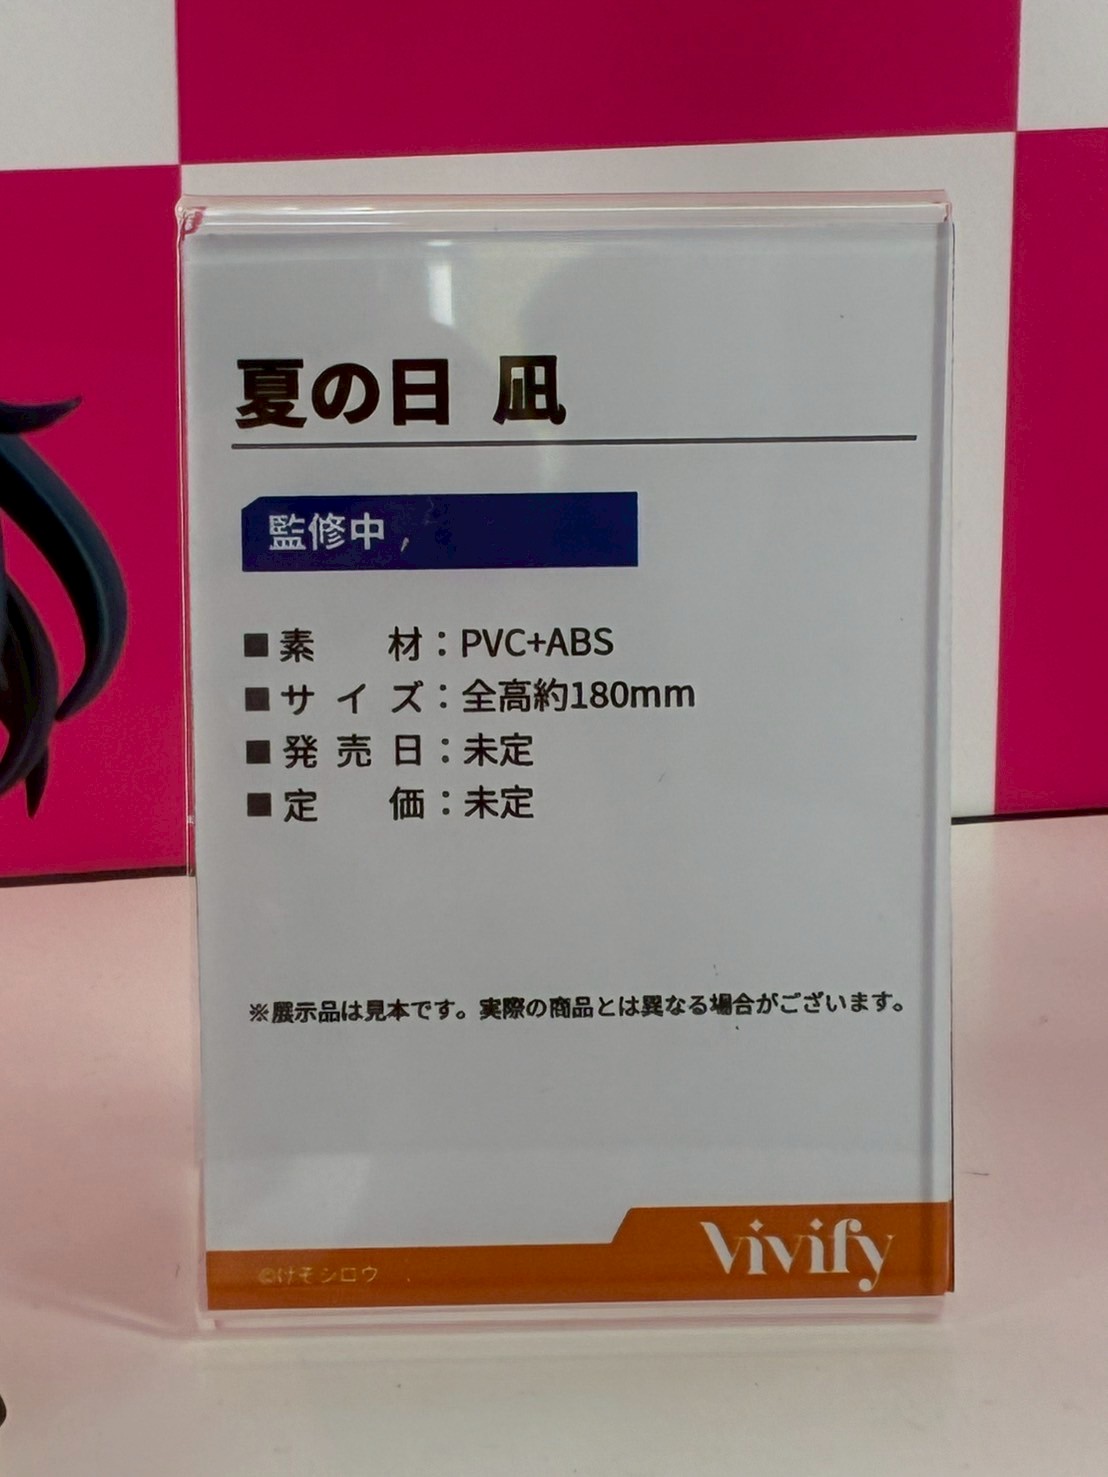 夏の日 凪
監修中
■素材：PVC+ABS
■サイズ：全高約180mm
■発売日：未定
■定価：未定
※展示品は見本です。実際の商品とは異なる場合がございます。
©けそシロウ
Vivify